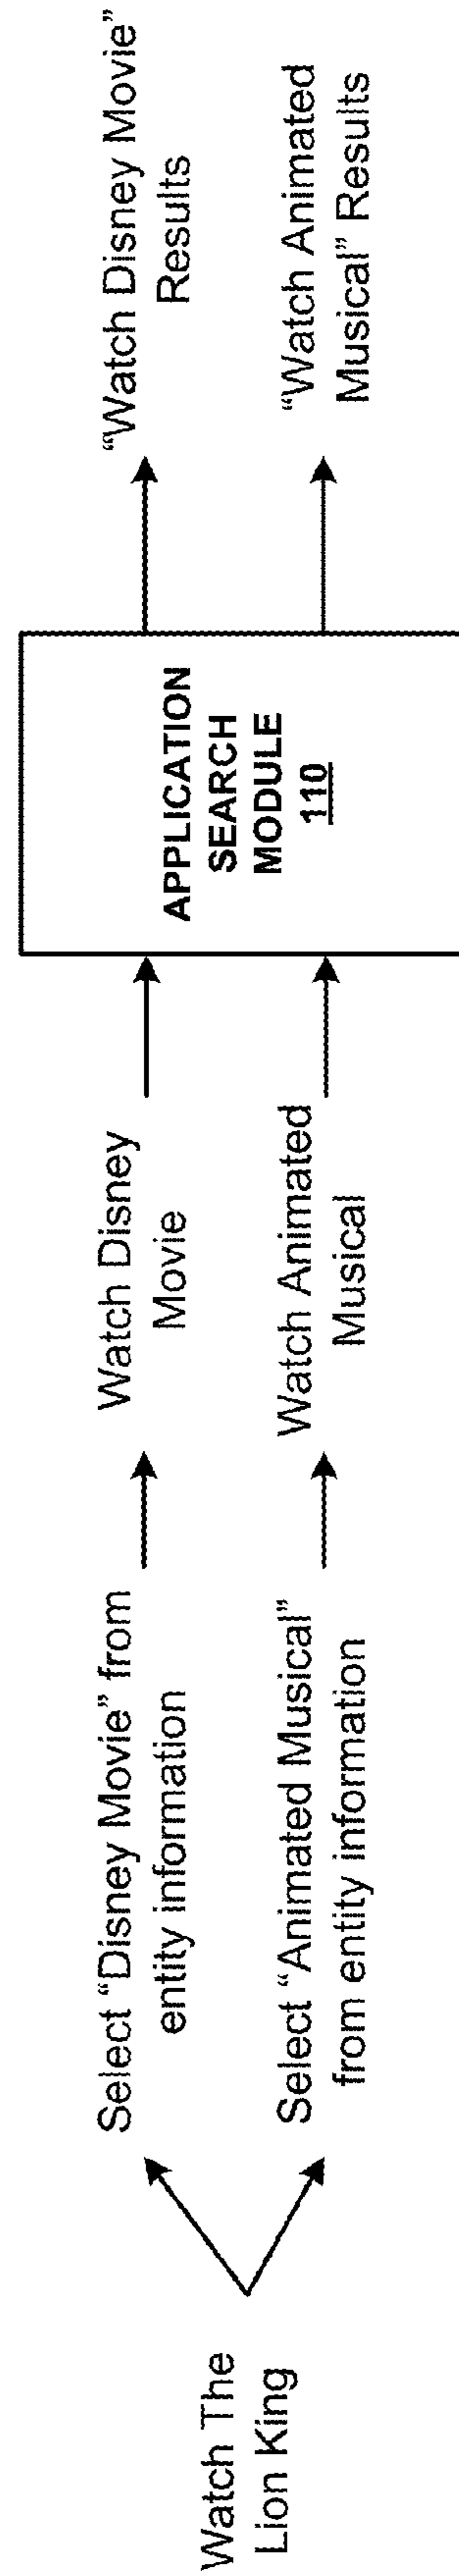 Watch The
Lion King
Select “Disney Movie” from
entity information
Select “Animated Musical”
from entity information
Watch Disney
Movie
Watch Animated
Musical
APPLICATION
SEARCH
MODULE
110
“Watch Disney Movie”
Results
“Watch Animated
Musical” Results